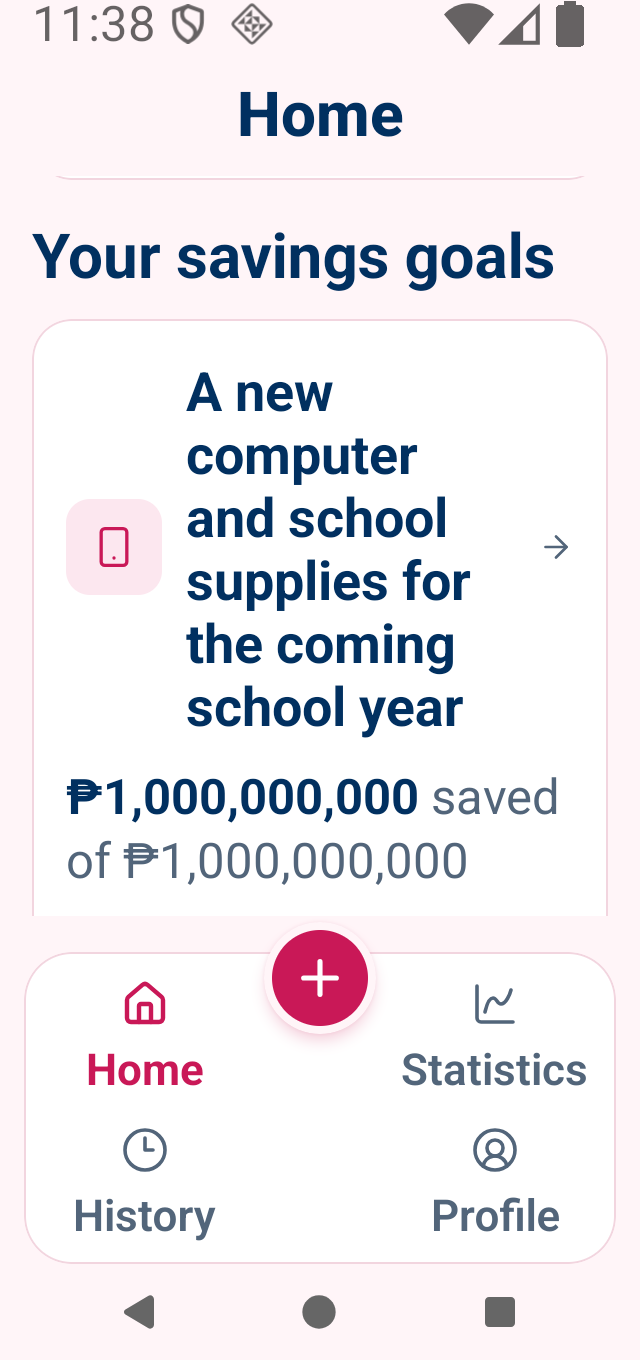 11:38
Home
Your savings goals
A new
computer
and school
supplies for
the coming
school year
₱1,000,000,000 saved
of ₱1,000,000,000
Home
Statistics
History
Profile